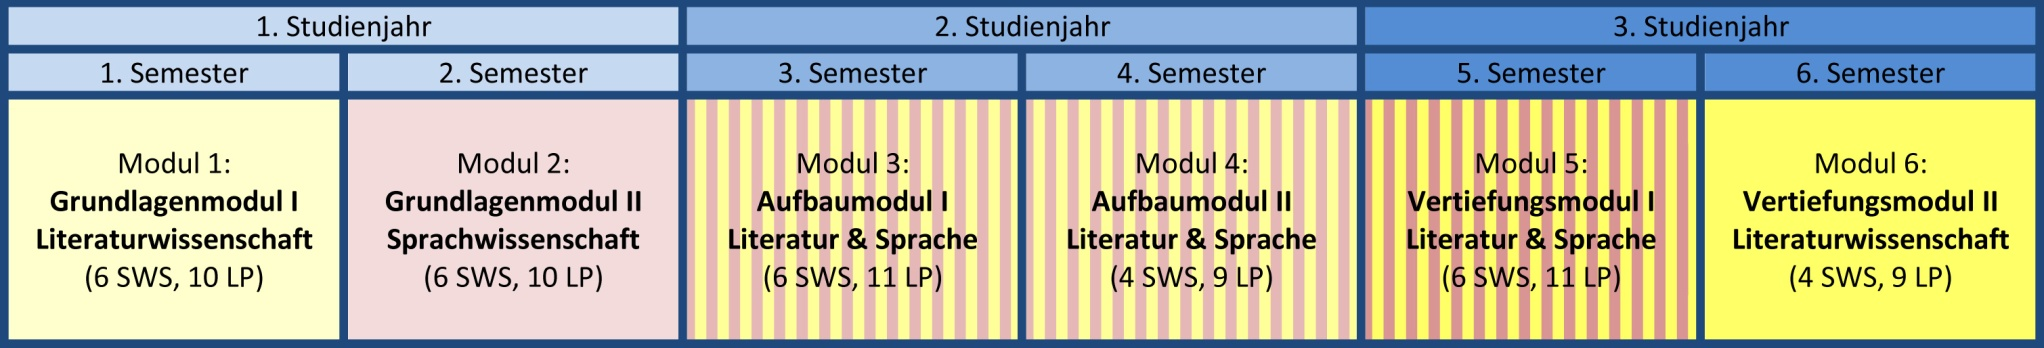 1. Studienjahr
2. Studienjahr
3. Studienjahr
1. Semester
2. Semester
3. Semester
4. Semester
5. Semester
6. Semester
Modul 1:
Grundlagenmodul I
Literaturwissenschaft
(6 SWS, 10 LP)
Modul 2:
Grundlagenmodul II
Sprachwissenschaft
(6 SWS, 10 LP)
Modul 3:
Aufbaumodul I
Literatur & Sprache
(6 SWS, 11 LP)
Modul 4:
Aufbaumodul II
Literatur & Sprache
(4 SWS, 9 LP)
Modul 5:
Vertiefungsmodul I
Literatur & Sprache
(6 SWS, 11 LP)
Modul 6:
Vertiefungsmodul II
Literaturwissenschaft
(4 SWS, 9 LP)